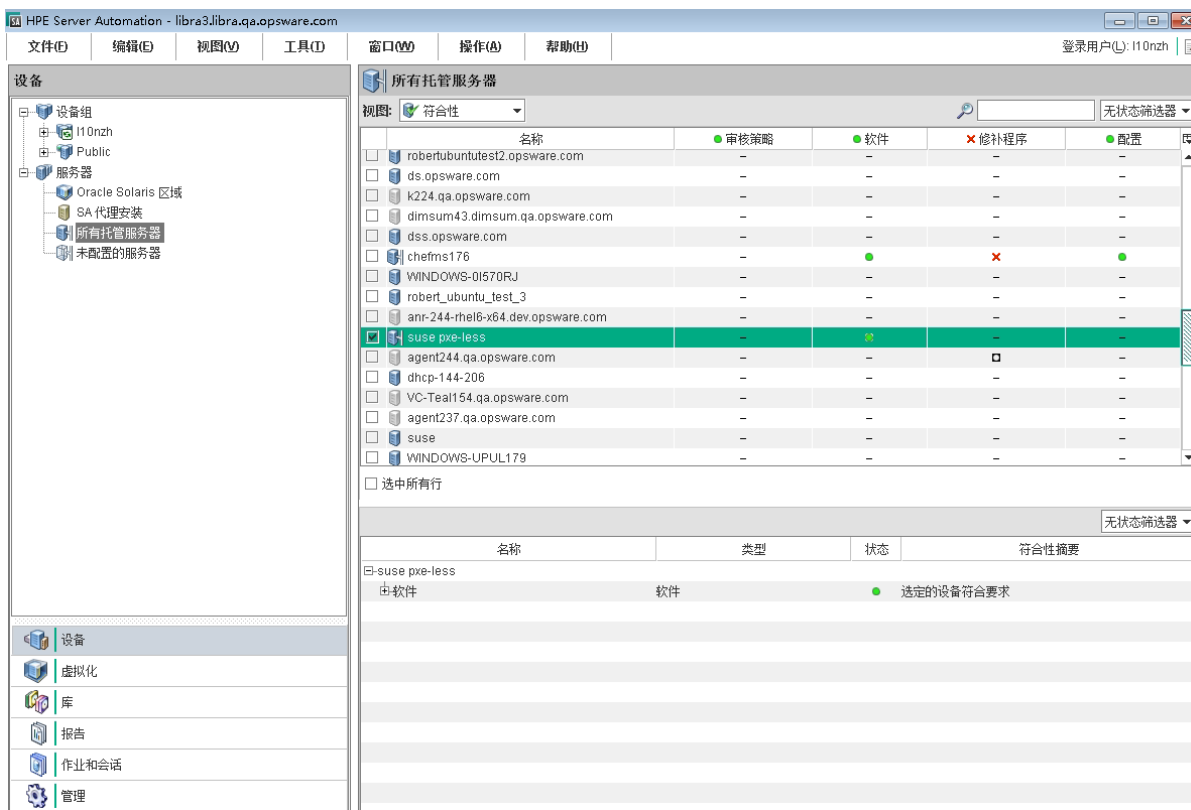 HPE Server Automation - libra3.libra.qa.opsware.com
文件(F) 编辑(E) 视图(V) 工具(T) 窗口(W) 操作(A) 帮助(H) 登录用户(L): l10nzh
设备
设备组
l10nzh
Public
服务器
Oracle Solaris 区域
SA 代理安装
所有托管服务器
未配置的服务器
设备
虚拟化
库
报告
作业和会话
管理
所有托管服务器
视图: 符合性 无状态筛选器
名称 审核策略 软件 修补程序 配置
robertubuntutest2.opsware.com – – – –
ds.opsware.com – – – –
k224.qa.opsware.com – – – –
dimsum43.dimsum.qa.opsware.com – – – –
dss.opsware.com – – – –
chefms176 –
WINDOWS-0I570RJ – – – –
robert_ubuntu_test_3 – – – –
anr-244-rhel6-x64.dev.opsware.com – – – –
suse pxe-less – – –
agent244.qa.opsware.com – – –
dhcp-144-206 – – – –
VC-Teal154.qa.opsware.com – – – –
agent237.qa.opsware.com – – – –
suse – – – –
WINDOWS-UPUL179 – – – –
选中所有行
无状态筛选器
名称 类型 状态 符合性摘要
suse pxe-less
软件 软件 选定的设备符合要求